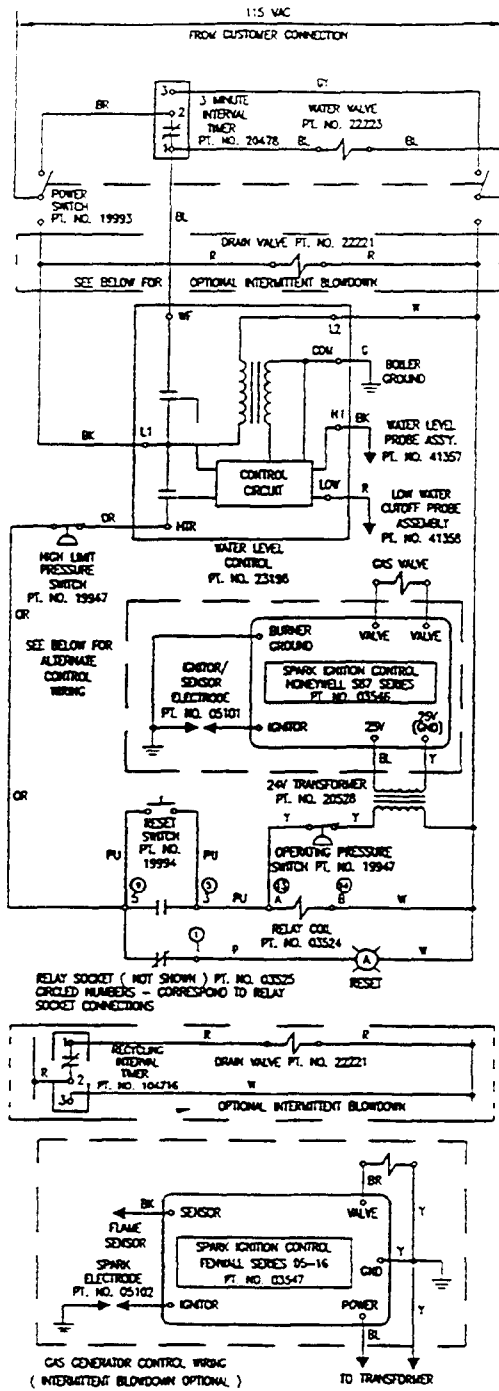 115 VAC
FROM CUSTOMER CONNECTION
GY
BR
3
2
1
3 MINUTE
INTERVAL
TIMER
PT. NO. 20478
WATER VALVE
PT. NO. 22223
BL
BL
POWER
SWITCH
PT. NO. 19993
BL
DRAIN VALVE PT. NO. 22221
R
R
SEE BELOW FOR OPTIONAL INTERMITTENT BLOWDOWN
WF
L2
W
COM
G
BOILER
GROUND
BK
L1
H1
BK
WATER LEVEL
PROBE ASS'Y.
PT. NO. 41357
CONTROL
CIRCUIT
LOW
R
LOW WATER
CUTOFF PROBE
ASSEMBLY
PT. NO. 41358
OR
MTR
HIGH LIMIT
PRESSURE
SWITCH
PT. NO. 19947
WATER LEVEL
CONTROL
PT. NO. 23198
GAS VALVE
OR
SEE BELOW FOR
ALTERNATE
CONTROL
WIRING
BURNER
GROUND
VALVE
VALVE
IGNITOR/
SENSOR
ELECTRODE
PT. NO. 05101
SPARK IGNITION CONTROL
HONEYWELL S87 SERIES
PT. NO. 03546
IGNITOR
25V
25V
(GND)
BL
Y
OR
24V TRANSFORMER
PT. NO. 20528
RESET
SWITCH
PT. NO.
19994
Y
Y
OPERATING PRESSURE
SWITCH PT. NO. 19947
PU
PU
9
5
5
3
PU
13
A
14
B
W
RELAY COIL
PT. NO. 03524
1
P
A
W
RESET
RELAY SOCKET ( NOT SHOWN ) PT. NO. 03525
CIRCLED NUMBERS - CORRESPOND TO RELAY
SOCKET CONNECTIONS
1
R
R
RECYCLING
INTERVAL
TIMER
PT. NO. 104716
DRAIN VALVE PT. NO. 22221
R
2
3
W
OPTIONAL INTERMITTENT BLOWDOWN
BR
BK
SENSOR
VALVE
Y
FLAME
SENSOR
SPARK IGNITION CONTROL
FENWALL SERIES 05-16
PT NO. 03547
Y
GND
SPARK
ELECTRODE
PT. NO. 05102
IGNITOR
POWER
BL
Y
GAS GENERATOR CONTROL WIRING
( INTERMITTENT BLOWDOWN OPTIONAL )
TO TRANSFORMER